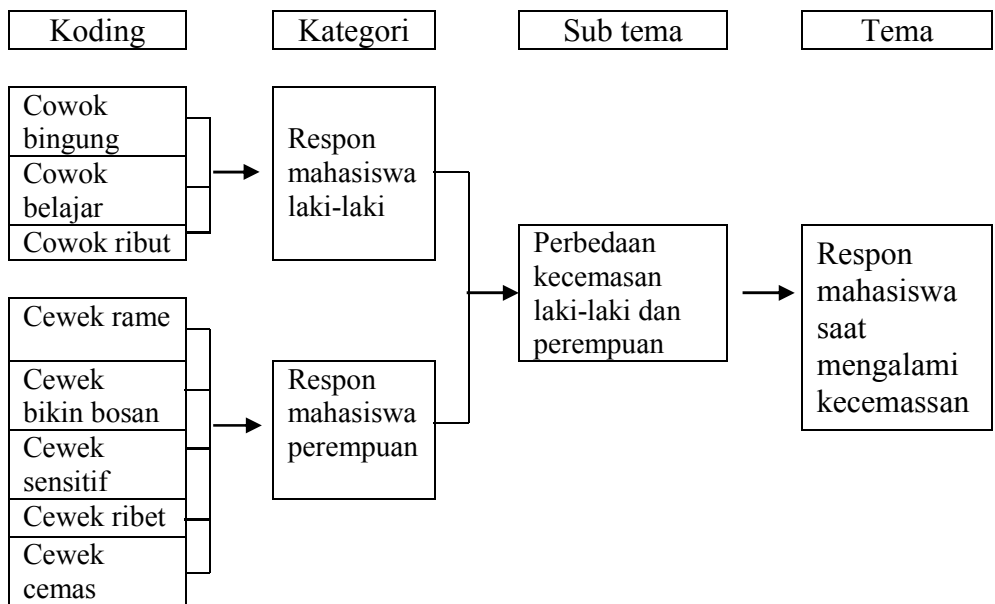 Koding
Kategori
Sub tema
Tema
Cowok
bingung
Cowok
belajar
Cowok ribut
Respon
mahasiswa
laki-laki
Cewek rame
Cewek
bikin bosan
Cewek
sensitif
Cewek ribet
Cewek
cemas
Respon
mahasiswa
perempuan
Perbedaan
kecemasan
laki-laki dan
perempuan
Respon
mahasiswa
saat
mengalami
kecemassan